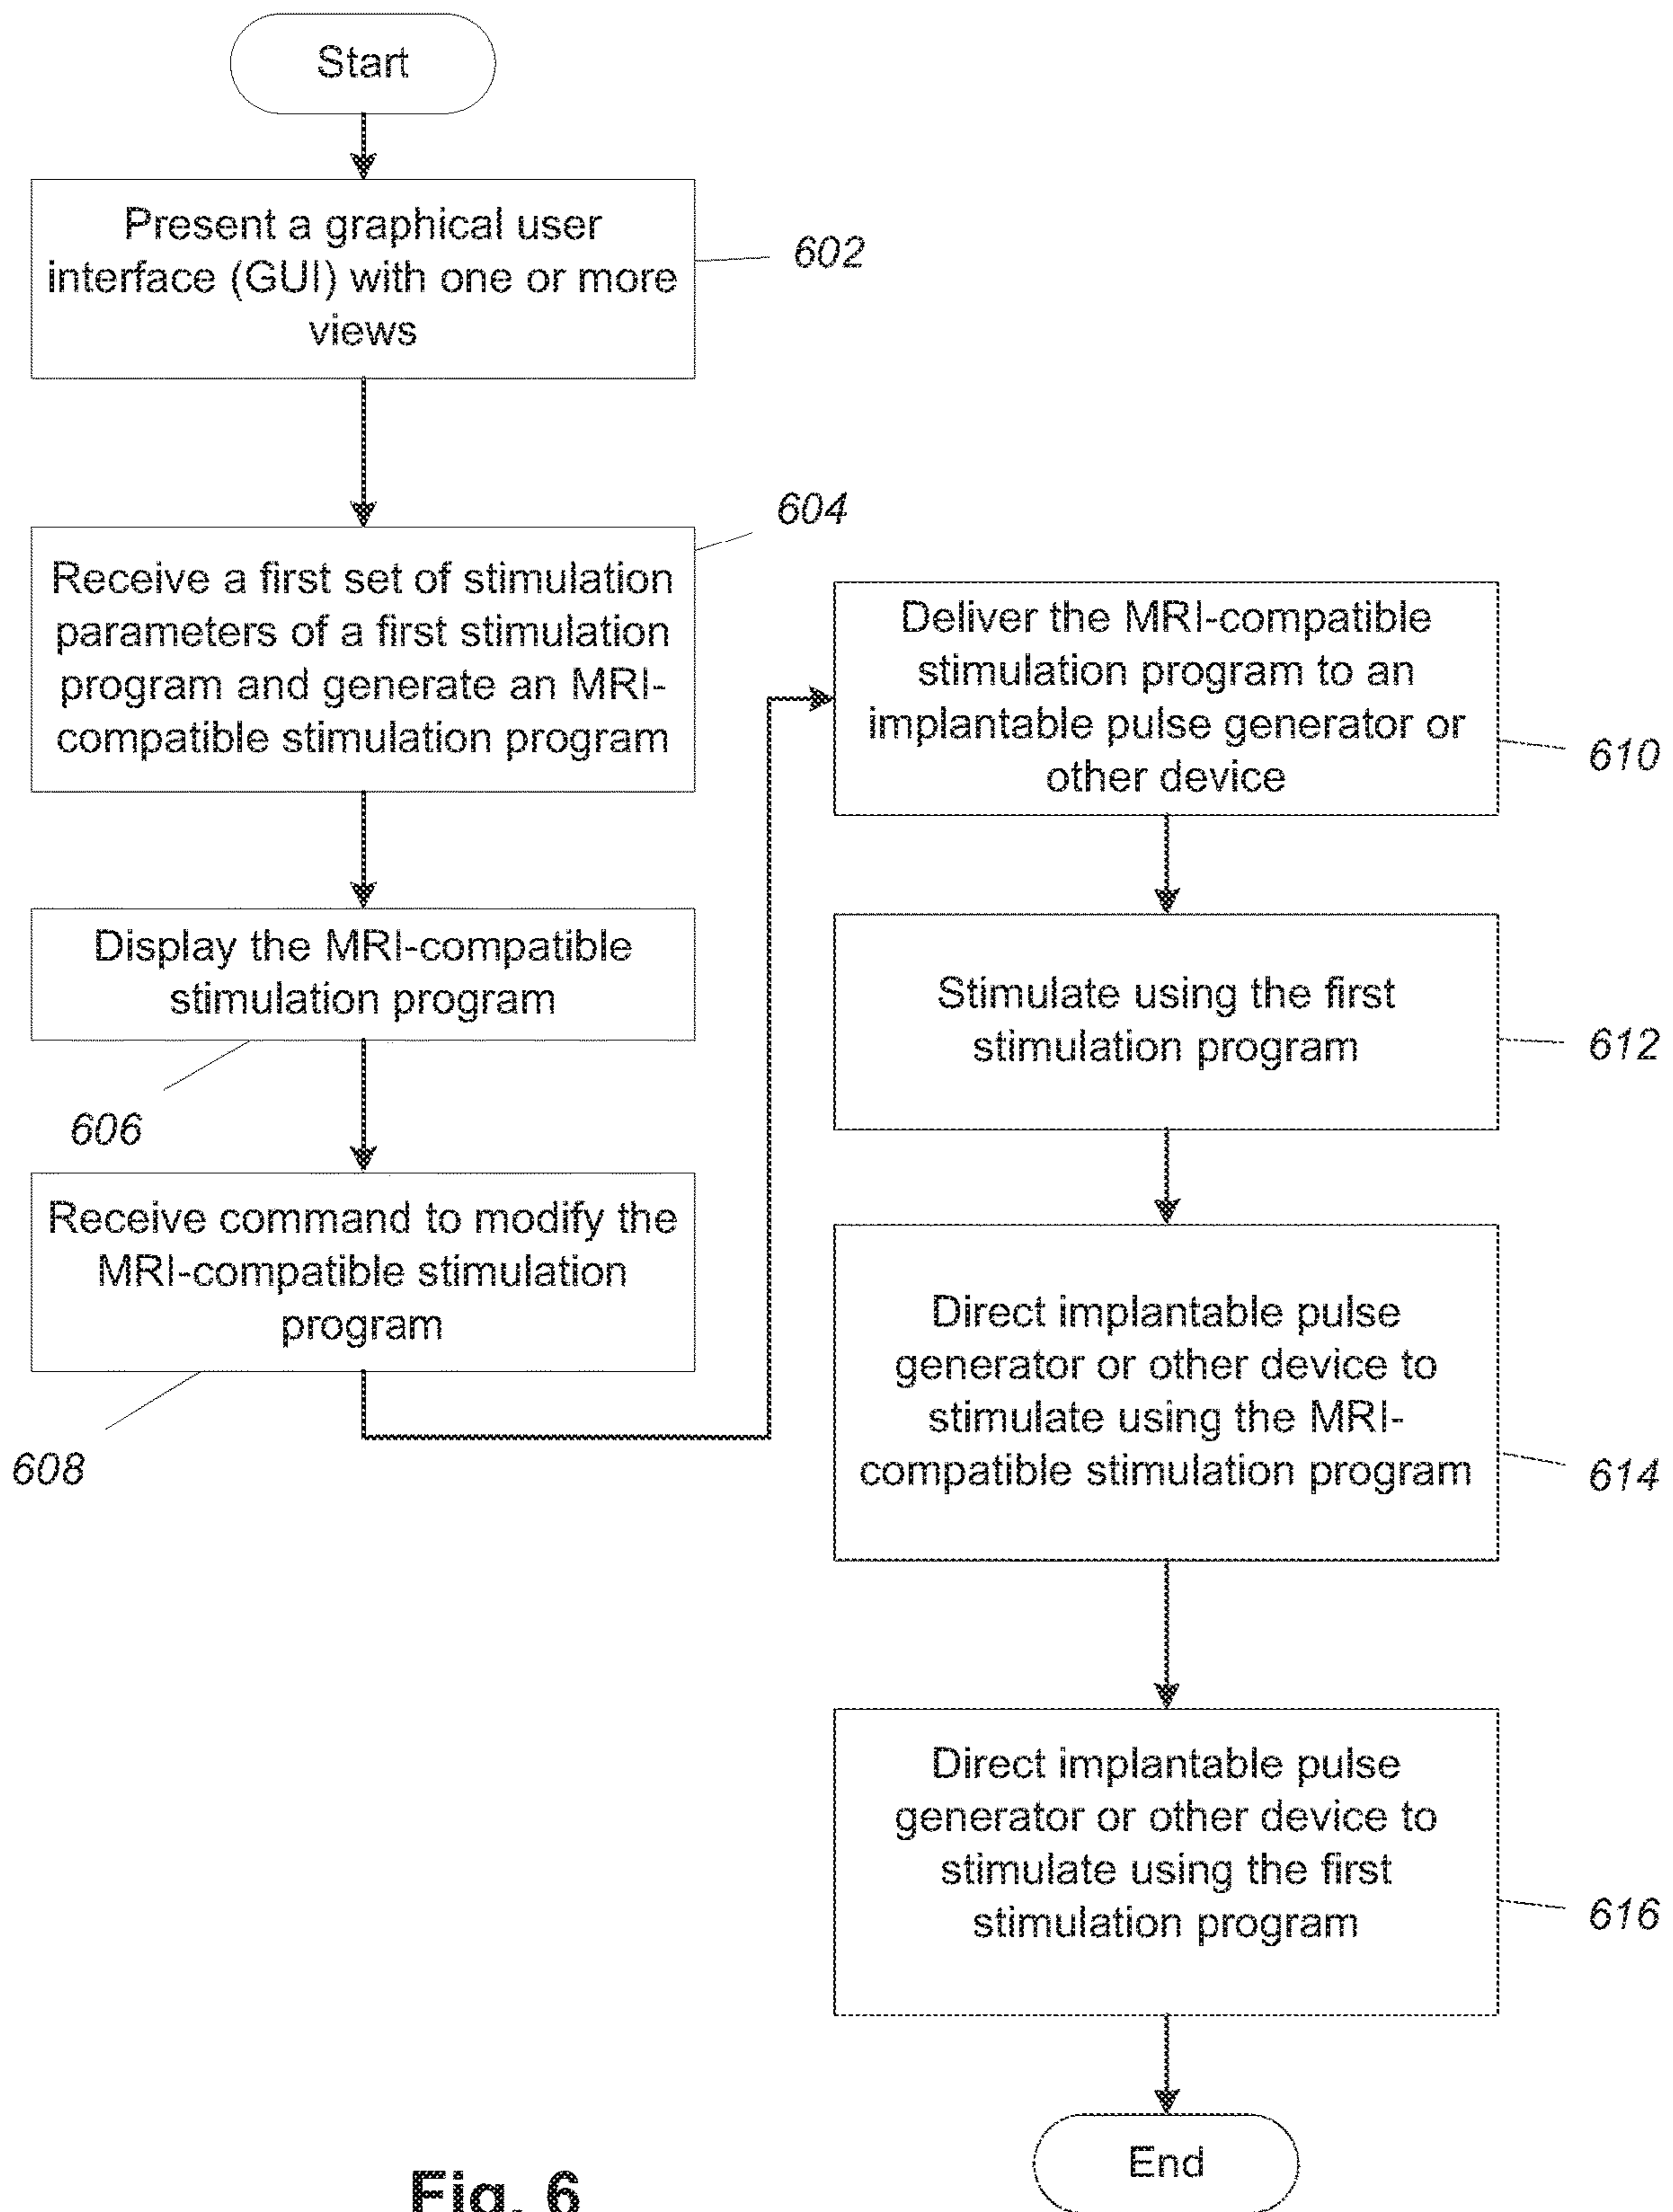 Start
Present a graphical user
interface (GUI) with one or more
views
602
604
Receive a first set of stimulation
parameters of a first stimulation
program and generate an MRI-
compatible stimulation program
Display the MRI-compatible
stimulation program
606
Receive command to modify the
MRI-compatible stimulation
program
608
Deliver the MRI-compatible
stimulation program to an
implantable pulse generator or
other device
610
Stimulate using the first
stimulation program
612
Direct implantable pulse
generator or other device to
stimulate using the MRI-
compatible stimulation program
614
Direct implantable pulse
generator or other device to
stimulate using the first
stimulation program
616
End
Fig. 6